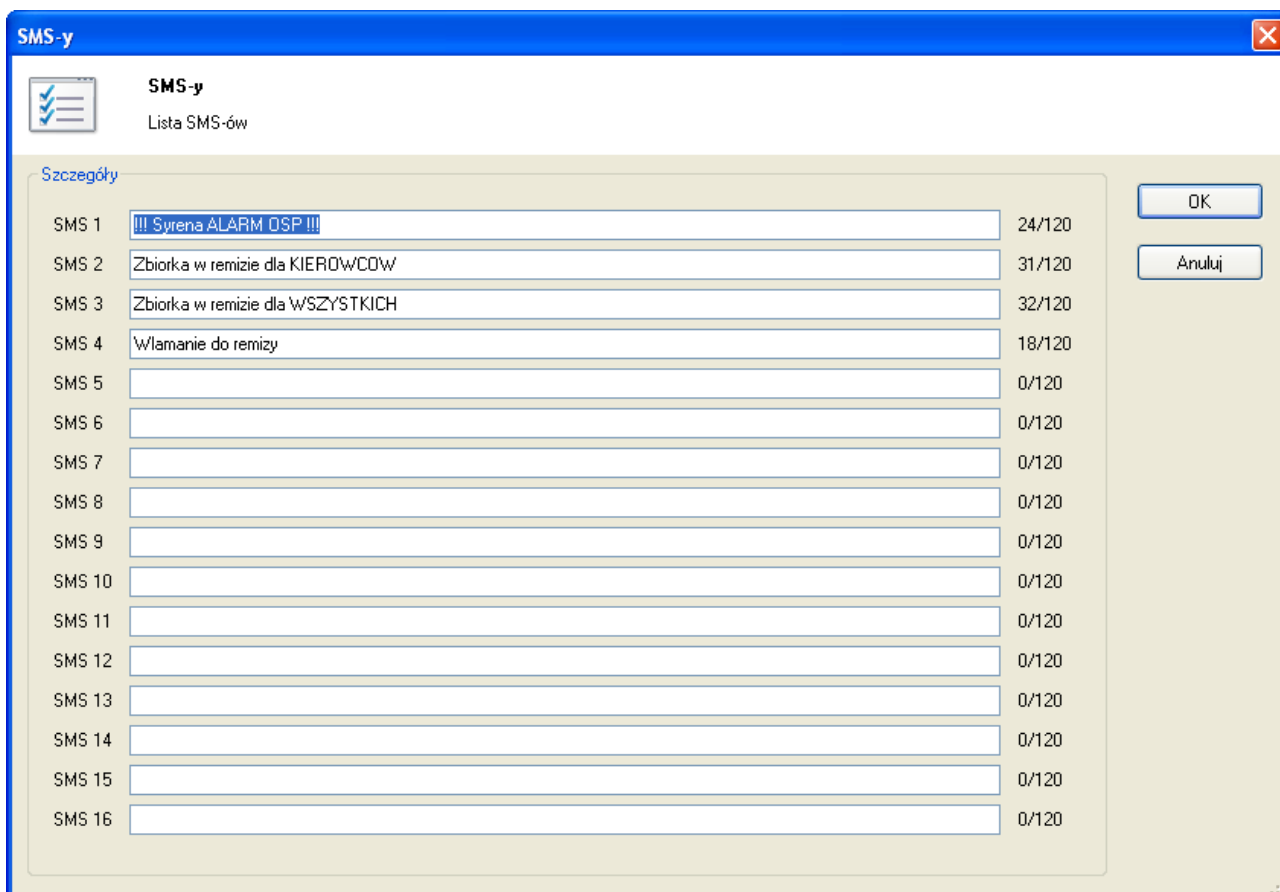 SMS-y
SMS-y
Lista SMS-ów
Szczegóły
SMS 1 !!! Syrena ALARM OSP !!! 24/120
OK
SMS 2 Zbiorka w remizie dla KIEROWCOW 31/120
Anuluj
SMS 3 Zbiorka w remizie dla WSZYSTKICH 32/120
SMS 4 Wlamanie do remizy 18/120
SMS 5 0/120
SMS 6 0/120
SMS 7 0/120
SMS 8 0/120
SMS 9 0/120
SMS 10 0/120
SMS 11 0/120
SMS 12 0/120
SMS 13 0/120
SMS 14 0/120
SMS 15 0/120
SMS 16 0/120